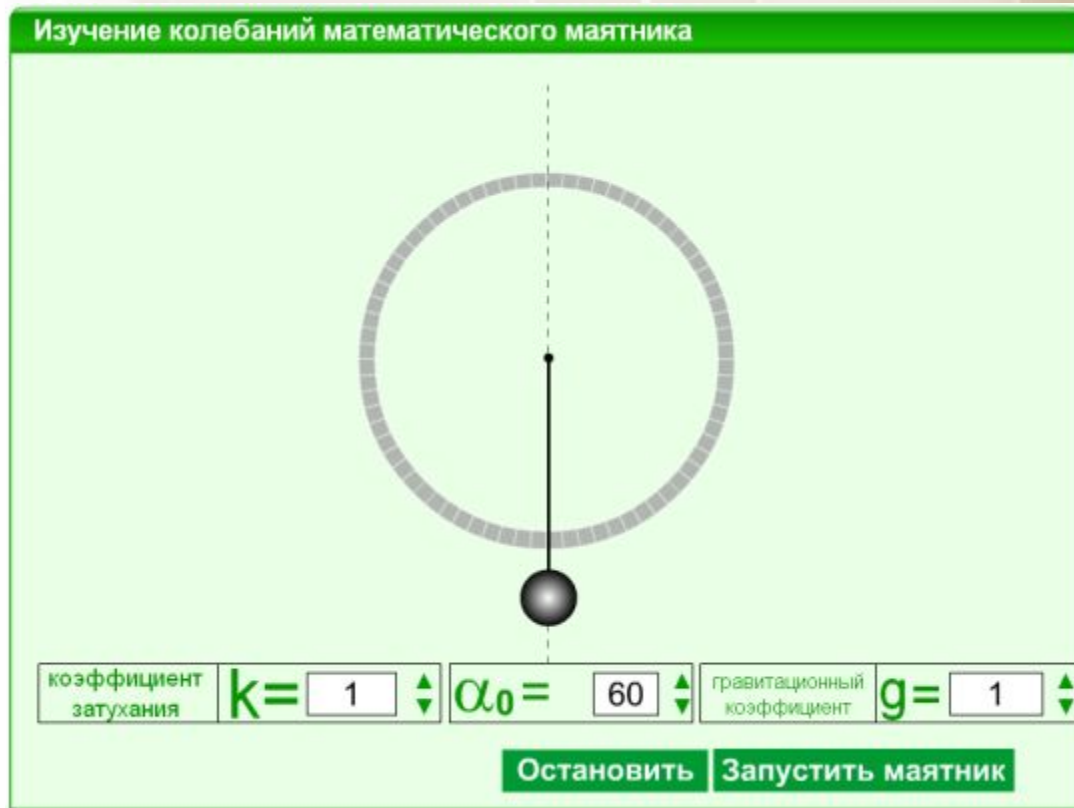 Изучение колебаний математического маятника
коэффициент затухания k= 1 α₀= 60 гравитационный коэффициент g= 1
Остановить Запустить маятник